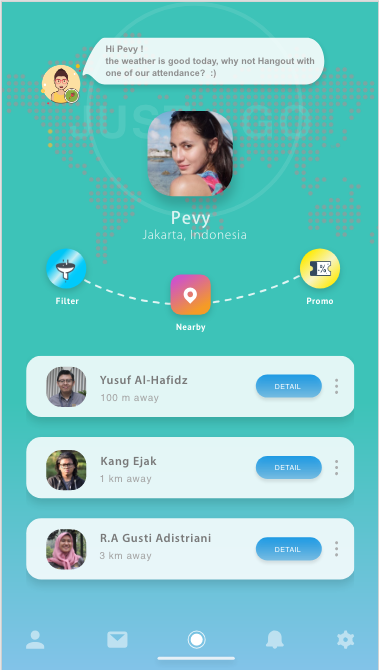 Hi Pevy !
the weather is good today, why not Hangout with
one of our attendance? :)
Pevy
Jakarta, Indonesia
Filter
-%-
Promo
Nearby
Yusuf Al-Hafidz
100 m away
DETAIL
Kang Ejak
1 km away
DETAIL
R.A Gusti Adistriani
3 km away
DETAIL